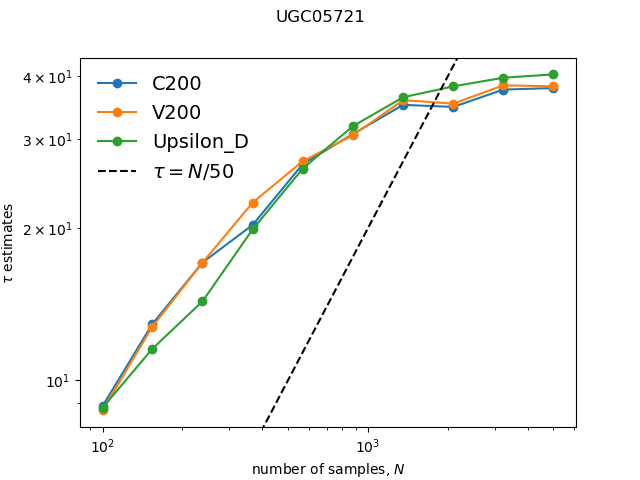 UGC05721
C200
V200
Upsilon_D
τ = N/50
τ estimates
4 × 10¹
3 × 10¹
2 × 10¹
10¹
10² 10³
number of samples, N